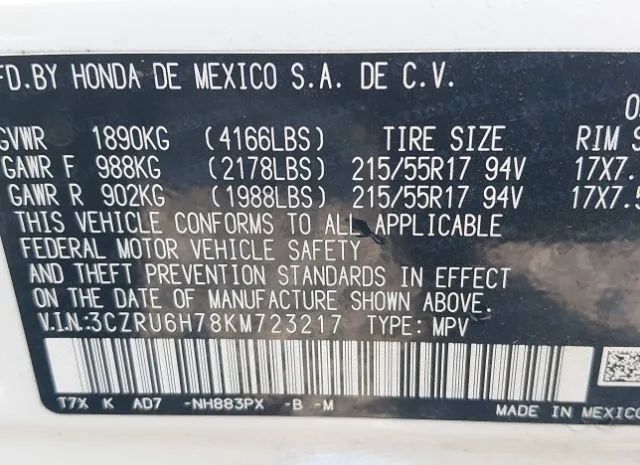 FD.BY HONDA DE MEXICO S.A. DE C.V.
GVWR 1890KG (4166LBS) TIRE SIZE RIM S
GAWR F 988KG (2178LBS) 215/55R17 94V 17X7.
GAWR R 902KG (1988LBS) 215/55R17 94V 17X7.5
THIS VEHICLE CONFORMS TO ALL APPLICABLE
FEDERAL MOTOR VEHICLE SAFETY
AND THEFT PREVENTION STANDARDS IN EFFECT
ON THE DATE OF MANUFACTURE SHOWN ABOVE.
V.I.N:3CZRU6H78KM723217 TYPE: MPV
T7X K AD7 -NH883PX -B -M
MADE IN MEXICO